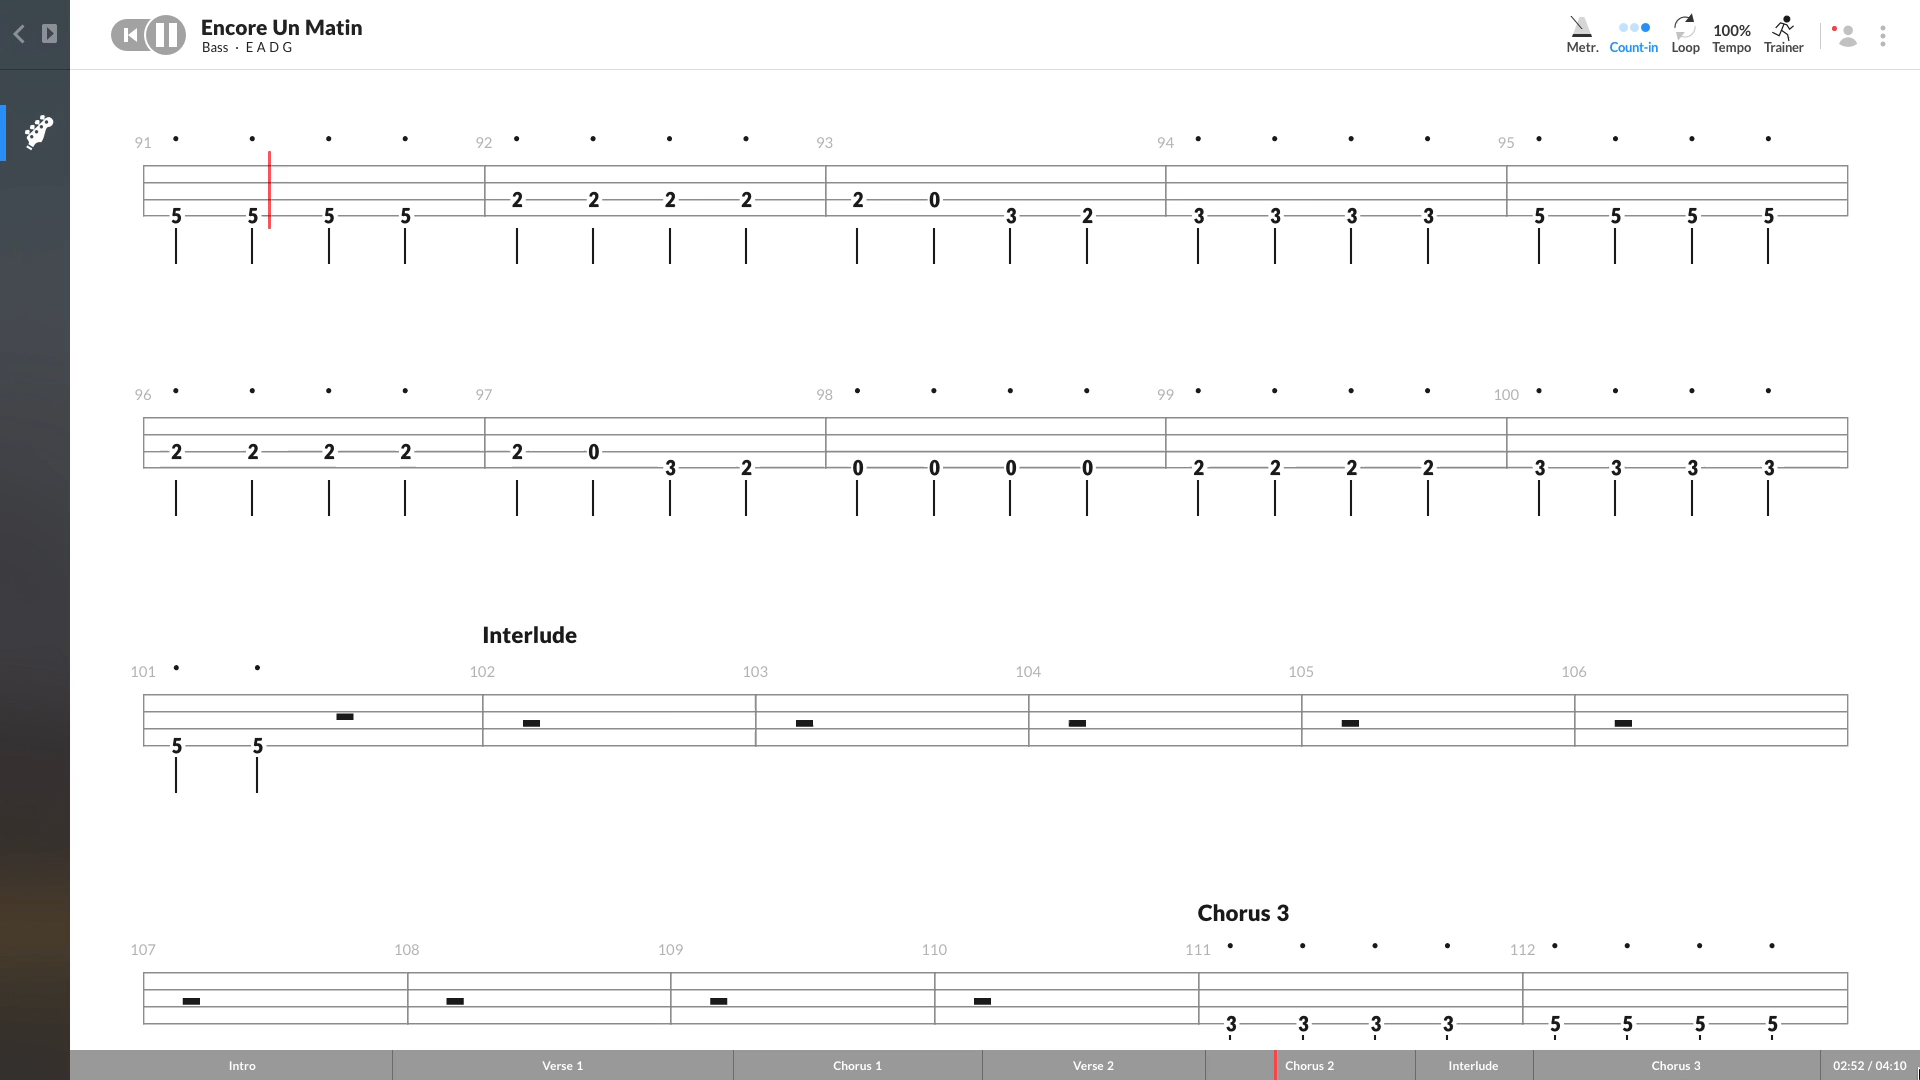 Encore Un Matin
Bass · E A D G
Metr.
Count-in
Loop
100%
Tempo
Trainer
91 92 93 94 95
2 2 2 2 2 0
5 5 5 5 3 2 3 3 3 3 5 5 5 5
96 97 98 99 100
2 2 2 2 2 0
3 2 0 0 0 0 2 2 2 2 3 3 3 3
Interlude
101 102 103 104 105 106
5 5
Chorus 3
107 108 109 110 111 112
3 3 3 3 5 5 5 5
Intro Verse 1 Chorus 1 Verse 2 Chorus 2 Interlude Chorus 3 02:52 / 04:10